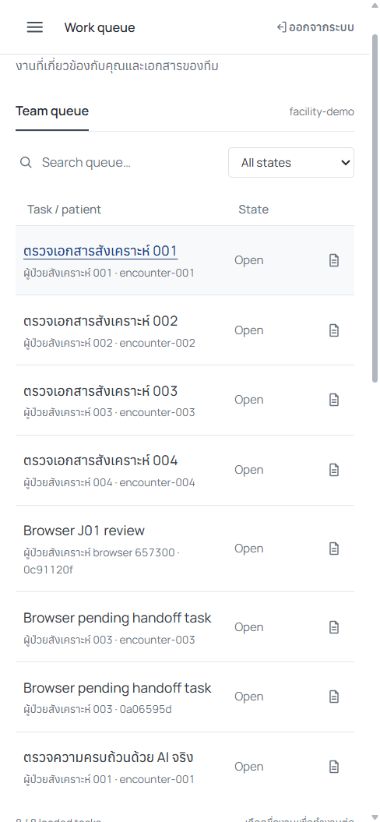 Work queue
ออกจากระบบ
งานที่เกี่ยวข้องกับคุณและเอกสารของทีม
Team queue
facility-demo
Search queue...
All states
Task / patient State
ตรวจเอกสารสังเคราะห์ 001
Open
ผู้ป่วยสังเคราะห์ 001 · encounter-001
ตรวจเอกสารสังเคราะห์ 002
Open
ผู้ป่วยสังเคราะห์ 002 · encounter-002
ตรวจเอกสารสังเคราะห์ 003
Open
ผู้ป่วยสังเคราะห์ 003 · encounter-003
ตรวจเอกสารสังเคราะห์ 004
Open
ผู้ป่วยสังเคราะห์ 004 · encounter-004
Browser J01 review
Open
ผู้ป่วยสังเคราะห์ browser 657300 ·
0c91120f
Browser pending handoff task
Open
ผู้ป่วยสังเคราะห์ 003 · encounter-003
Browser pending handoff task
Open
ผู้ป่วยสังเคราะห์ 003 · 0a06595d
ตรวจความครบถ้วนด้วย AI จริง
Open
ผู้ป่วยสังเคราะห์ 001 · encounter-001